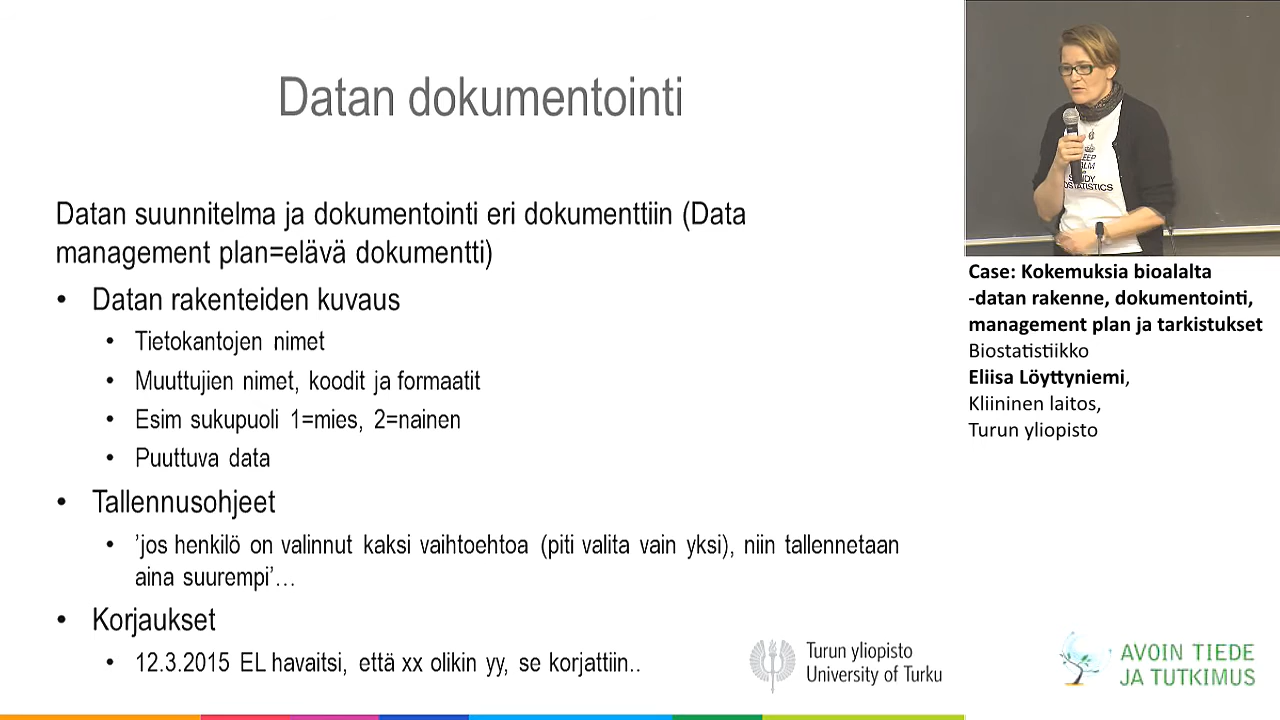 Datan dokumentointi
Datan suunnitelma ja dokumentointi eri dokumenttiin (Data
management plan=elävä dokumentti)
• Datan rakenteiden kuvaus
• Tietokantojen nimet
• Muuttujien nimet, koodit ja formaatit
• Esim sukupuoli 1=mies, 2=nainen
• Puuttuva data
• Tallennusohjeet
• ’jos henkilö on valinnut kaksi vaihtoehtoa (piti valita vain yksi), niin tallennetaan
aina suurempi’…
• Korjaukset
• 12.3.2015 EL havaitsi, että xx olikin yy, se korjattiin..
Turun yliopisto
University of Turku
Case: Kokemuksia bioalalta
-datan rakenne, dokumentointi,
management plan ja tarkistukset
Biostatistiikko
Eliisa Löyttyniemi,
Kliininen laitos,
Turun yliopisto
AVOIN TIEDE
JA TUTKIMUS